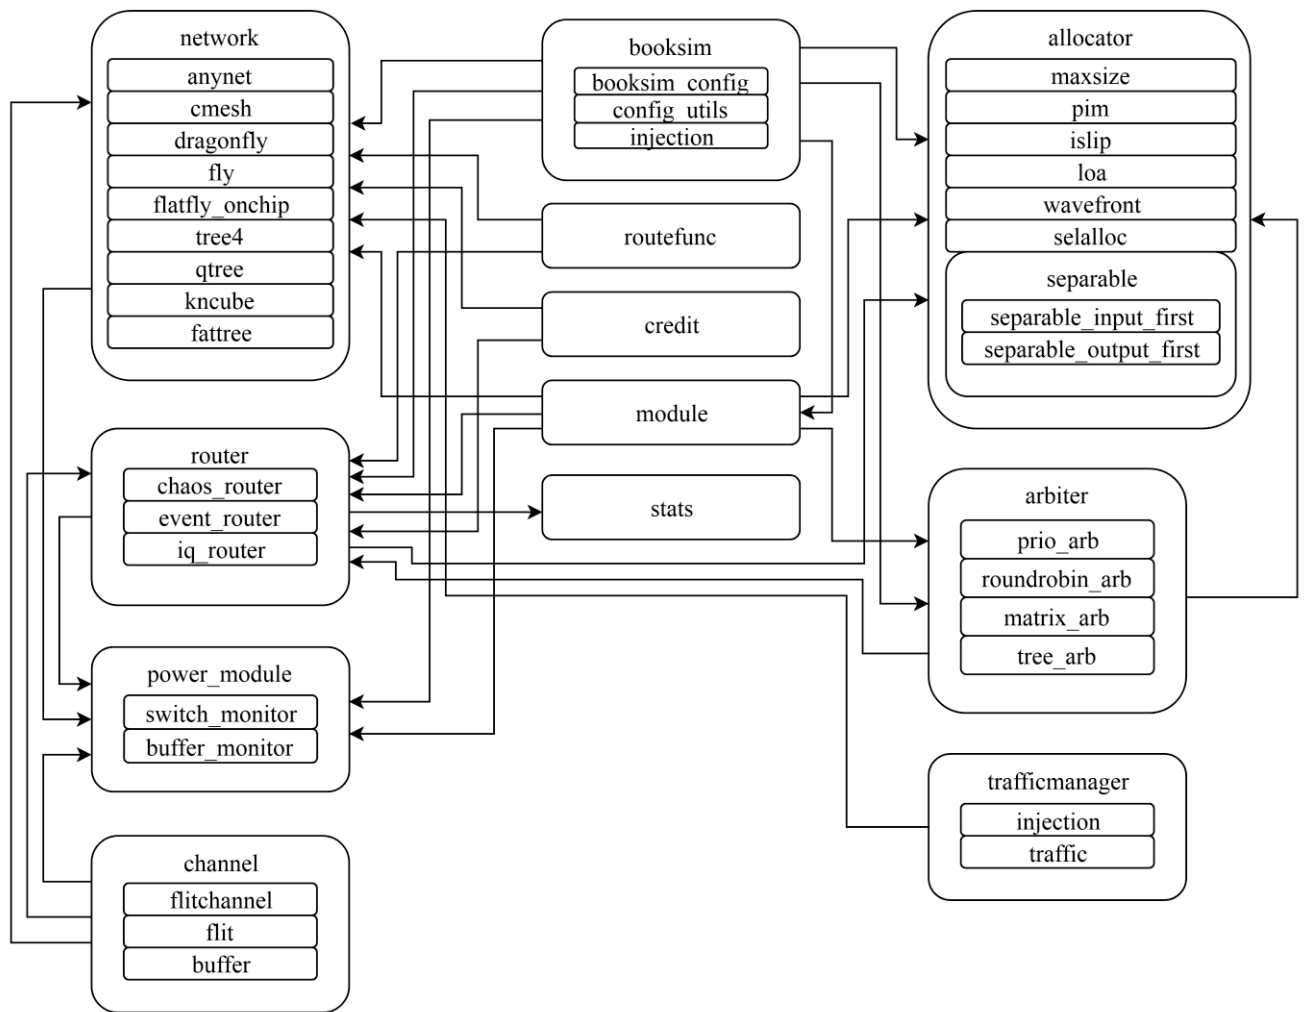 network
anynet
cmesh
dragonfly
fly
flatfly_onchip
tree4
qtree
kncube
fattree
router
chaos_router
event_router
iq_router
power_module
switch_monitor
buffer_monitor
channel
flitchannel
flit
buffer
booksim
booksim_config
config_utils
injection
routefunc
credit
module
stats
allocator
maxsize
pim
islip
loa
wavefront
selalloc
separable
separable_input_first
separable_output_first
arbiter
prio_arb
roundrobin_arb
matrix_arb
tree_arb
trafficmanager
injection
traffic